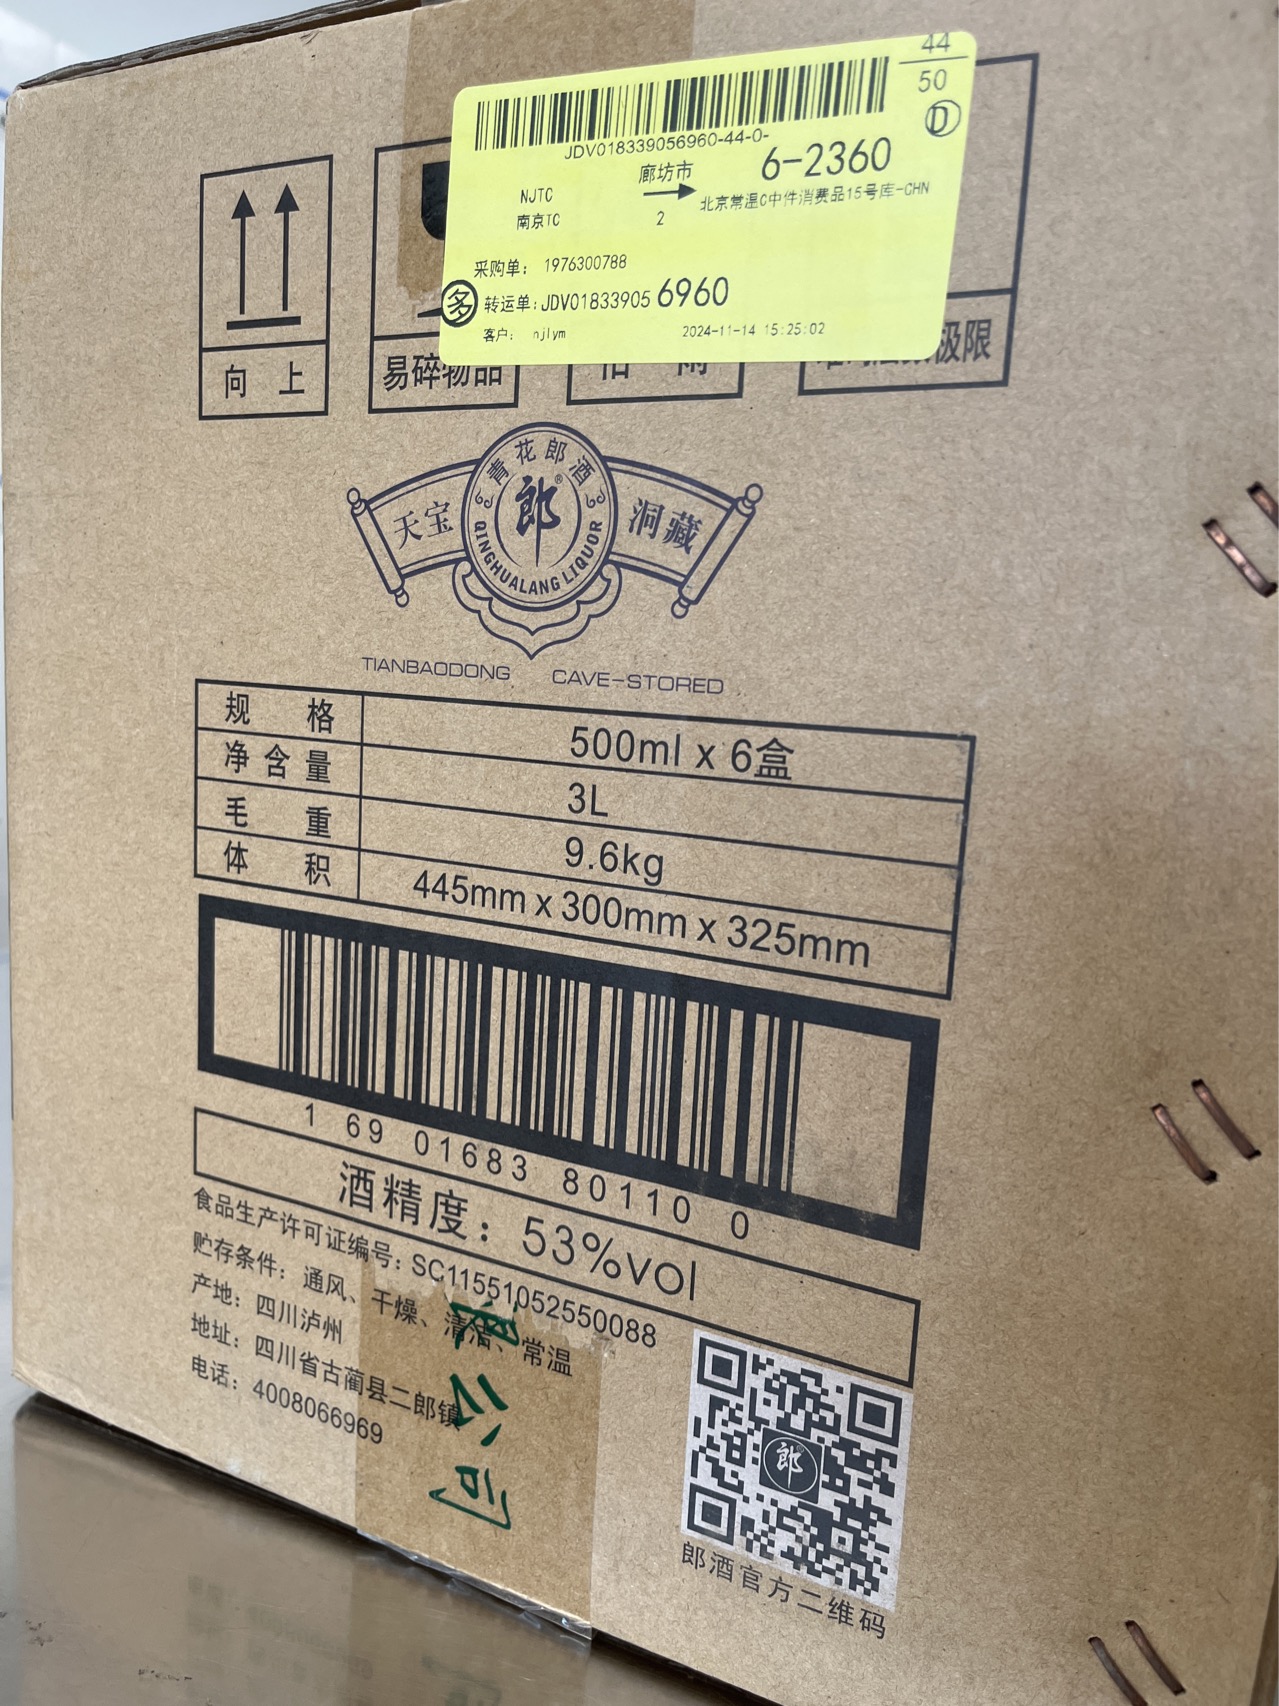 44
50
D
JDV018339056960-44-0-
廊坊市
6-2360
NJTC
北京常温C中件消费品15号库-CHN
南京TC
2
采购单: 1976300788
多 转运单:JDV018339056960
客户: njlym
2024-11-14 15:25:02
向 上
易碎物品
怕 雨
极限
青花郎酒
天宝
郎®
洞藏
QINGHUALANG LIQUOR
TIANBAODONG CAVE-STORED
规 格 500ml x 6盒
净含量 3L
毛 重 9.6kg
体 积 445mm x 300mm x 325mm
1 69 01683 80110 0
酒精度: 53%vol
食品生产许可证编号: SC11551052550088
贮存条件: 通风、干燥、清洁、常温
产地: 四川泸州
地址: 四川省古蔺县二郎镇
电话: 4008066969
公
司
郎
郎酒官方二维码